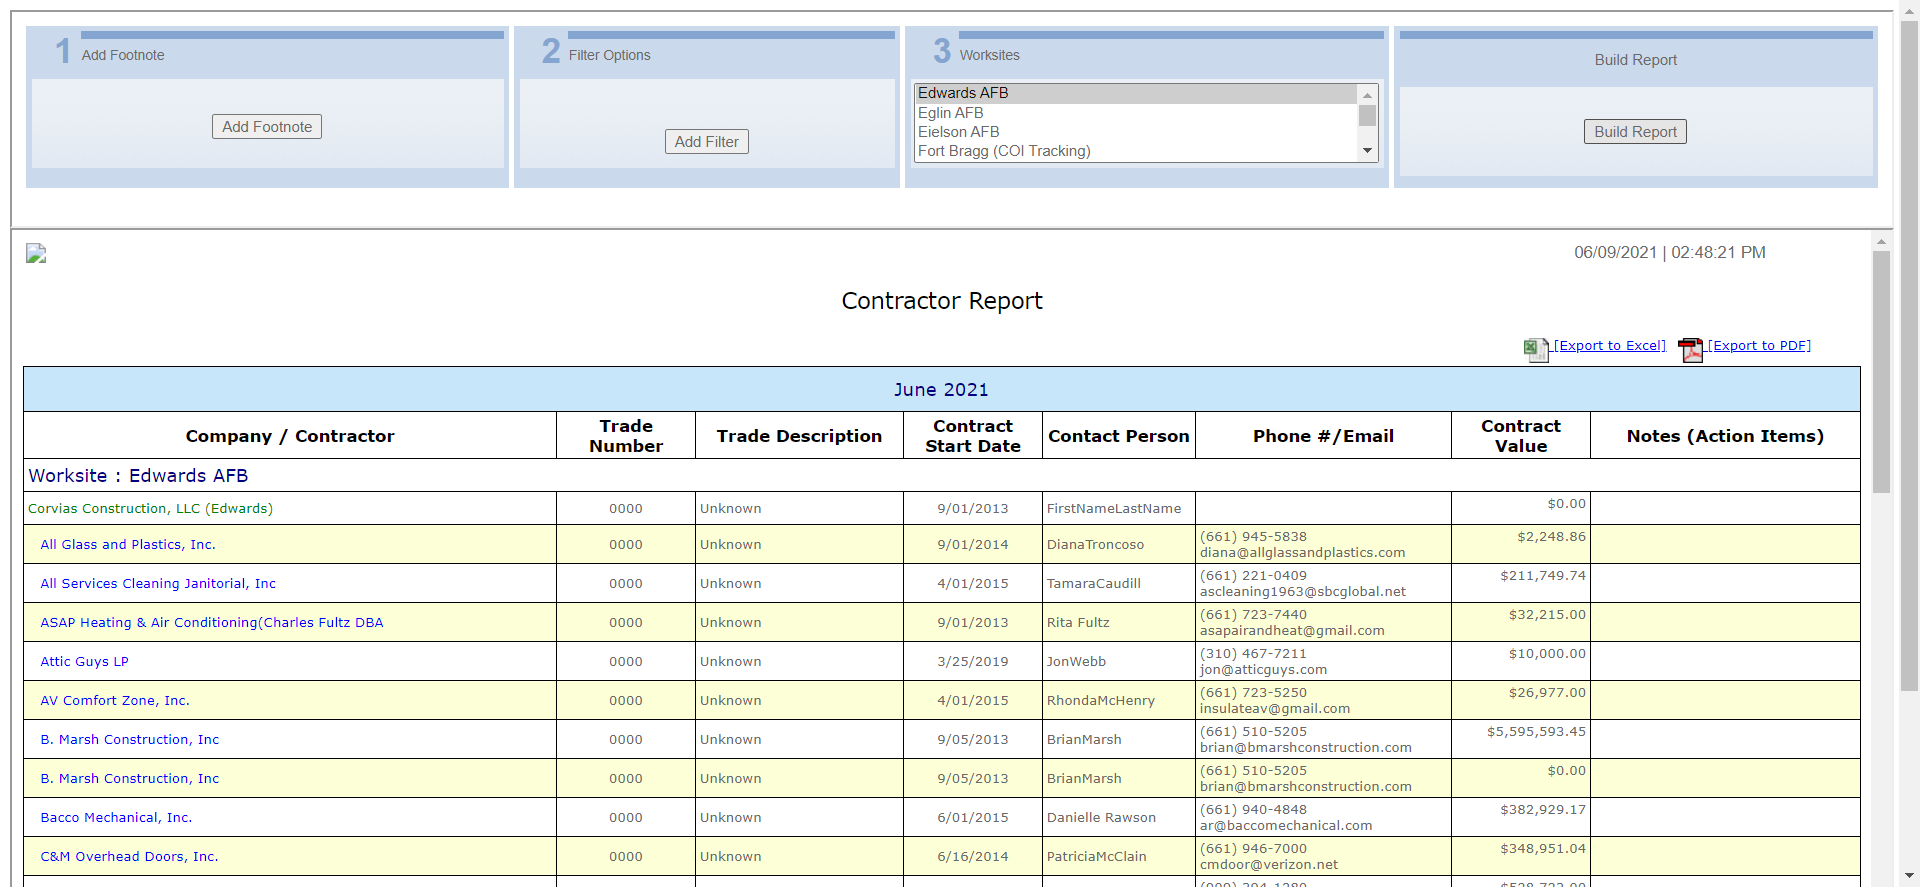 1 Add Footnote
Add Footnote
2 Filter Options
Add Filter
3 Worksites
Edwards AFB
Eglin AFB
Eielson AFB
Fort Bragg (COI Tracking)
Build Report
Build Report
06/09/2021 | 02:48:21 PM
Contractor Report
[Export to Excel] [Export to PDF]
June 2021
Company / Contractor Trade Number Trade Description Contract Start Date Contact Person Phone #/Email Contract Value Notes (Action Items)
Worksite : Edwards AFB
Corvias Construction, LLC (Edwards) 0000 Unknown 9/01/2013 FirstNameLastName $0.00
All Glass and Plastics, Inc. 0000 Unknown 9/01/2014 DianaTroncoso (661) 945-5838 diana@allglassandplastics.com $2,248.86
All Services Cleaning Janitorial, Inc 0000 Unknown 4/01/2015 TamaraCaudill (661) 221-0409 ascleaning1963@sbcglobal.net $211,749.74
ASAP Heating & Air Conditioning(Charles Fultz DBA 0000 Unknown 9/01/2013 Rita Fultz (661) 723-7440 asapairandheat@gmail.com $32,215.00
Attic Guys LP 0000 Unknown 3/25/2019 JonWebb (310) 467-7211 jon@atticguys.com $10,000.00
AV Comfort Zone, Inc. 0000 Unknown 4/01/2015 RhondaMcHenry (661) 723-5250 insulateav@gmail.com $26,977.00
B. Marsh Construction, Inc 0000 Unknown 9/05/2013 BrianMarsh (661) 510-5205 brian@bmarshconstruction.com $5,595,593.45
B. Marsh Construction, Inc 0000 Unknown 9/05/2013 BrianMarsh (661) 510-5205 brian@bmarshconstruction.com $0.00
Bacco Mechanical, Inc. 0000 Unknown 6/01/2015 Danielle Rawson (661) 940-4848 ar@baccomechanical.com $382,929.17
C&M Overhead Doors, Inc. 0000 Unknown 6/16/2014 PatriciaMcClain (661) 946-7000 cmdoor@verizon.net $348,951.04